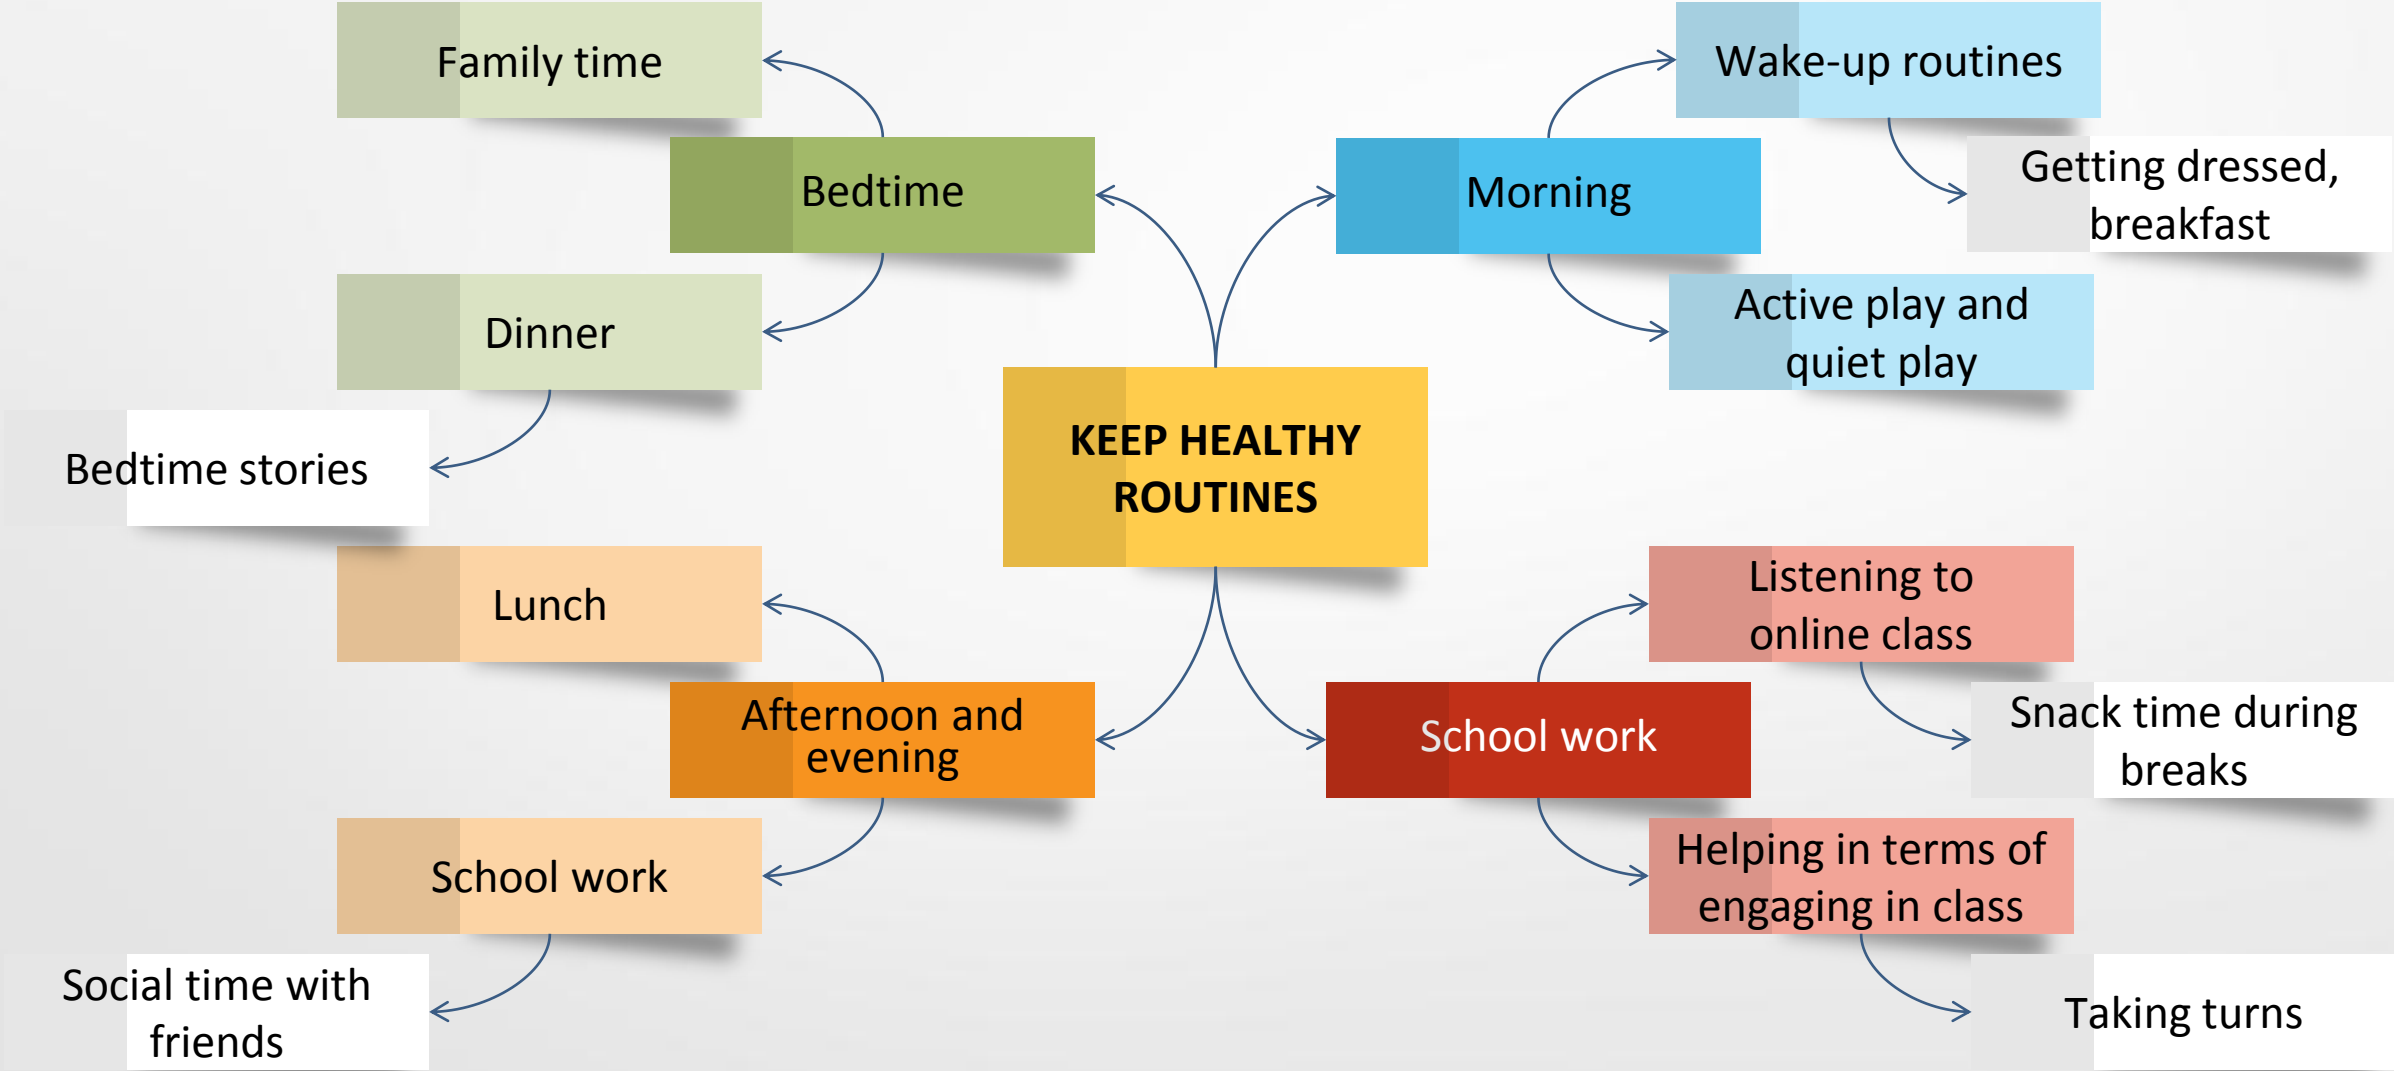 Family time
Wake-up routines
Bedtime
Morning
Getting dressed,
breakfast
Dinner
Active play and
quiet play
Bedtime stories
KEEP HEALTHY
ROUTINES
Lunch
Listening to
online class
Afternoon and
evening
School work
Snack time during
breaks
School work
Helping in terms of
engaging in class
Social time with
friends
Taking turns